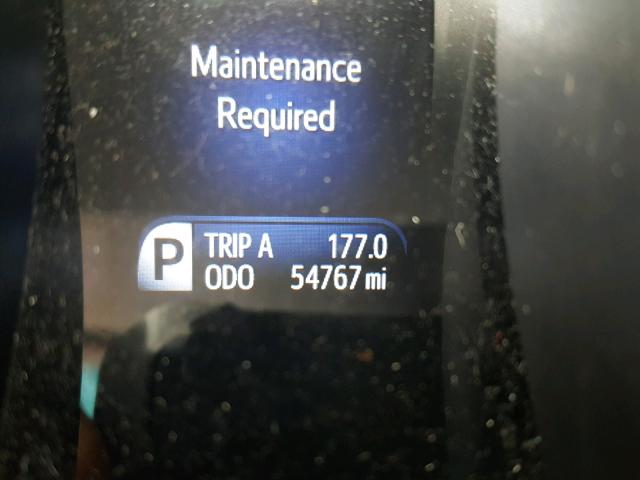 Maintenance
Required
P
TRIP A 177.0
ODO 54767 mi